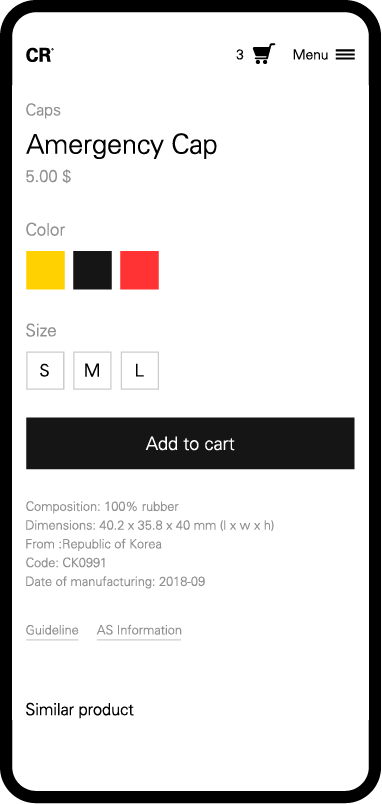 CR
3 Menu
Caps
Amergency Cap
5.00 $
Color
Size
S M L
Add to cart
Composition: 100% rubber
Dimensions: 40.2 x 35.8 x 40 mm (l x w x h)
From :Republic of Korea
Code: CK0991
Date of manufacturing: 2018-09
Guideline AS Information
Similar product